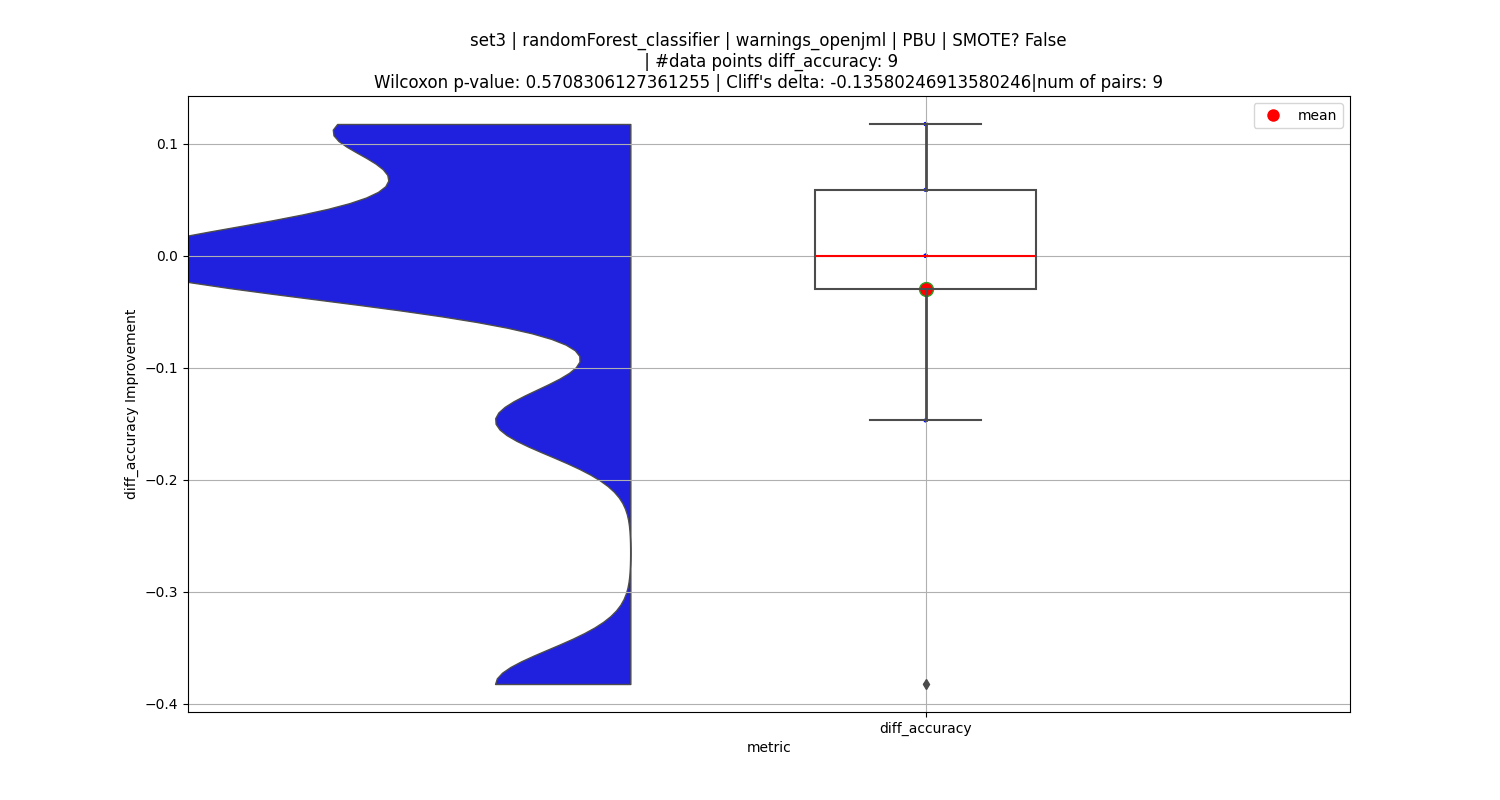 set3 | randomForest_classifier | warnings_openjml | PBU | SMOTE? False
| #data points diff_accuracy: 9
Wilcoxon p-value: 0.5708306127361255 | Cliff's delta: -0.13580246913580246|num of pairs: 9
mean
0.1
0.0
−0.1
−0.2
−0.3
−0.4
diff_accuracy Improvement
diff_accuracy
metric